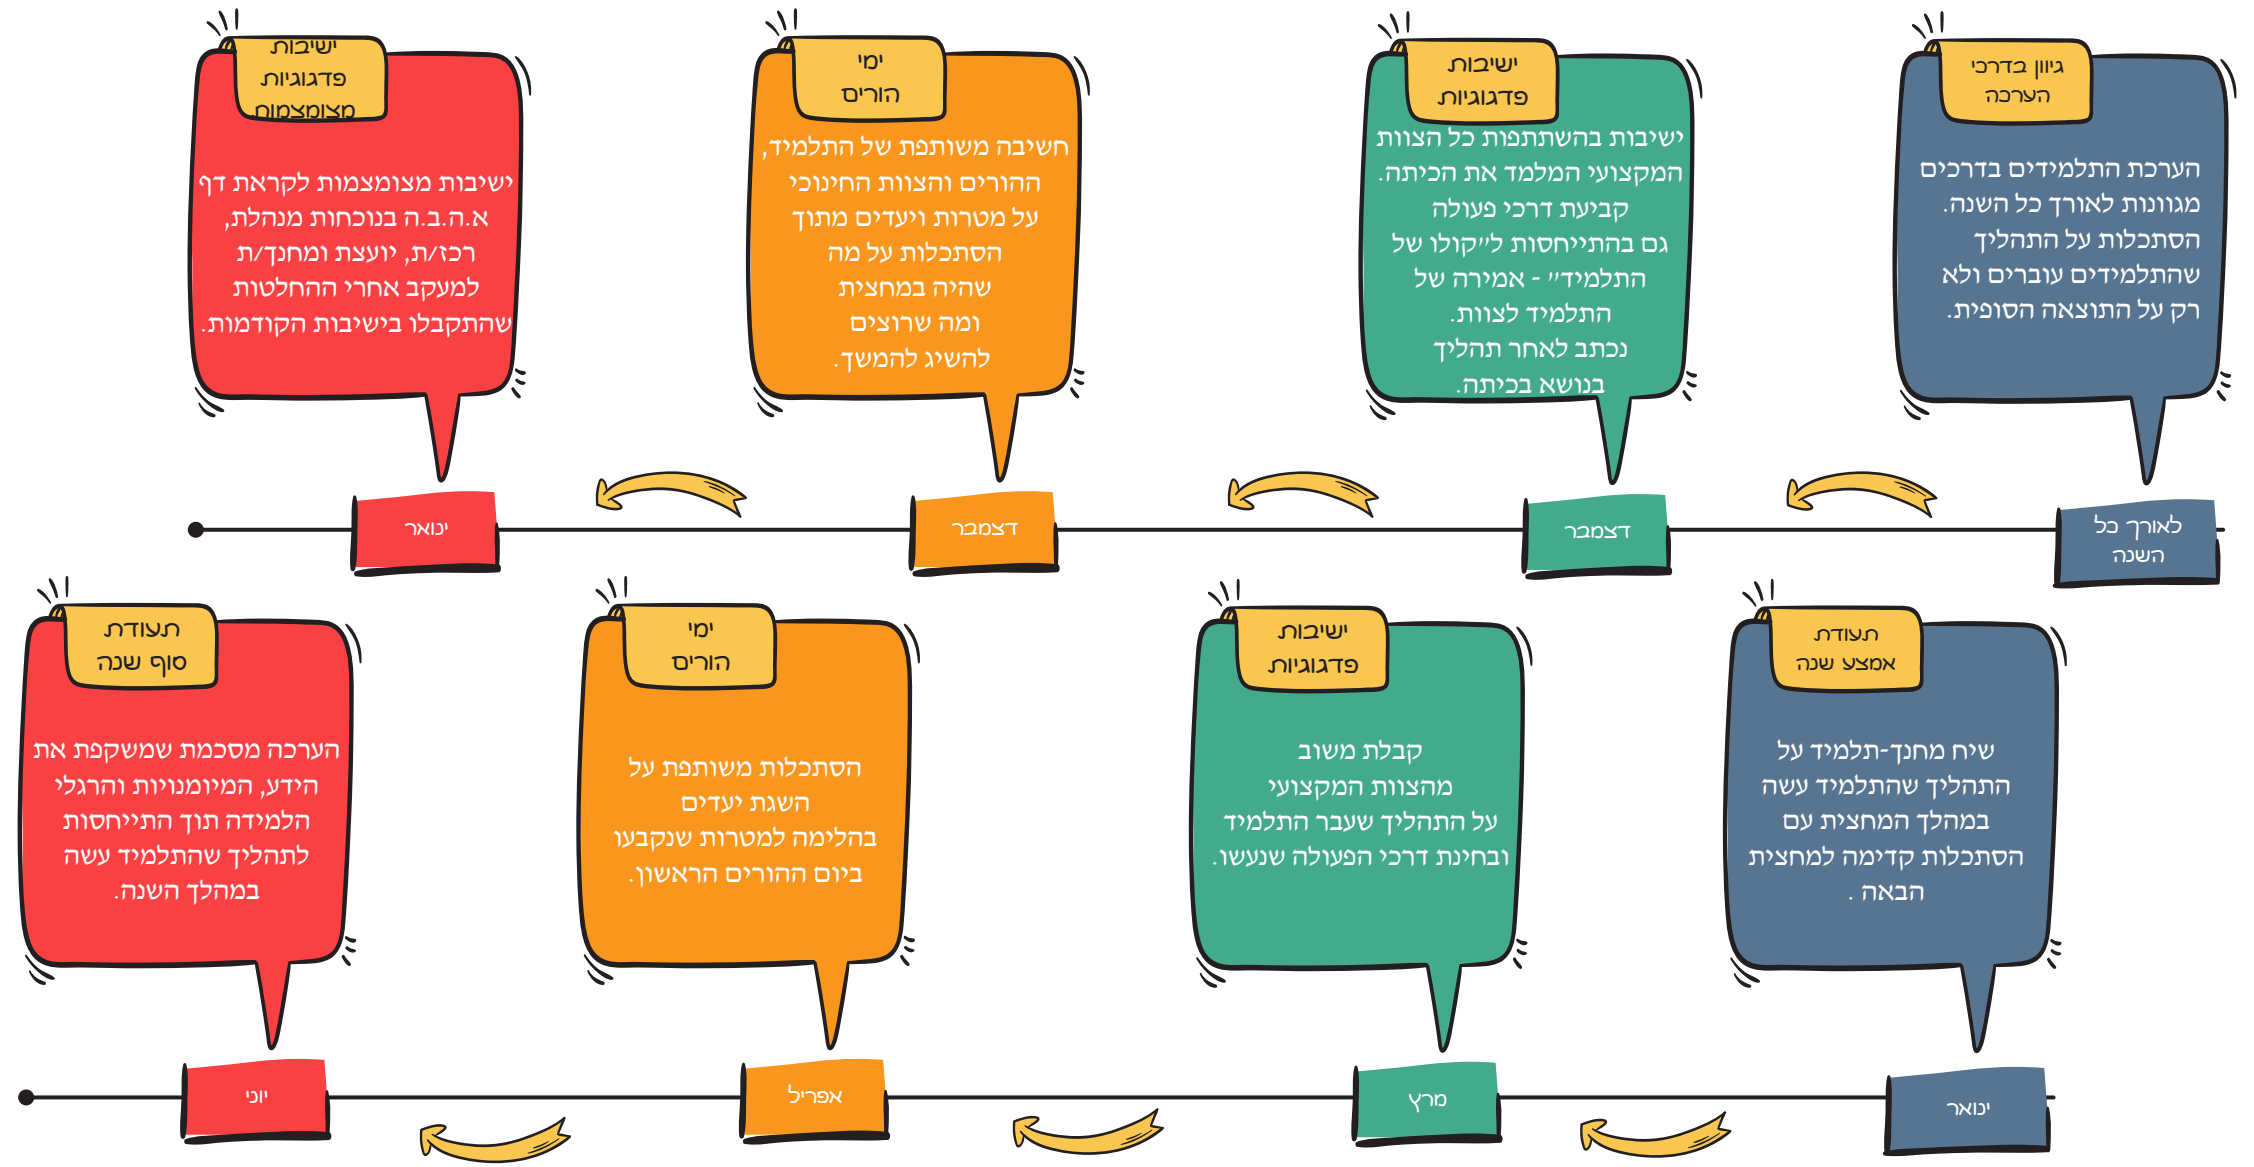 גיוון בדרכי
הערכה
הערכת התלמידים בדרכים
מגוונות לאורך כל השנה.
הסתכלות על התהליך
שהתלמידים עוברים ולא
רק על התוצאה הסופית.
לאורך כל
השנה
ישיבות
פדגוגיות
ישיבות בהשתתפות כל הצוות
המקצועי המלמד את הכיתה.
קביעת דרכי פעולה
גם בהתייחסות ל״קולו של
התלמיד״ - אמירה של
התלמיד לצוות.
נכתב לאחר תהליך
בנושא בכיתה.
דצמבר
ימי
הורים
חשיבה משותפת של התלמיד,
ההורים והצוות החינוכי
על מטרות ויעדים מתוך
הסתכלות על מה
שהיה במחצית
ומה שרוצים
להשיג להמשך.
דצמבר
ישיבות
פדגוגיות
מצומצמות
ישיבות מצומצמות לקראת דף
א.ה.ב.ה בנוכחות מנהלת,
רכז/ת, יועצת ומחנך/ת
למעקב אחרי ההחלטות
שהתקבלו בישיבות הקודמות.
ינואר
תעודת
אמצע שנה
שיח מחנך-תלמיד על
התהליך שהתלמיד עשה
במהלך המחצית עם
הסתכלות קדימה למחצית
הבאה .
ינואר
ישיבות
פדגוגיות
קבלת משוב
מהצוות המקצועי
על התהליך שעבר התלמיד
ובחינת דרכי הפעולה שנעשו.
מרץ
ימי
הורים
הסתכלות משותפת על
השגת יעדים
בהלימה למטרות שנקבעו
ביום ההורים הראשון.
אפריל
תעודת
סוף שנה
הערכה מסכמת שמשקפת את
הידע, המיומנויות והרגלי
הלמידה תוך התייחסות
לתהליך שהתלמיד עשה
במהלך השנה.
יוני